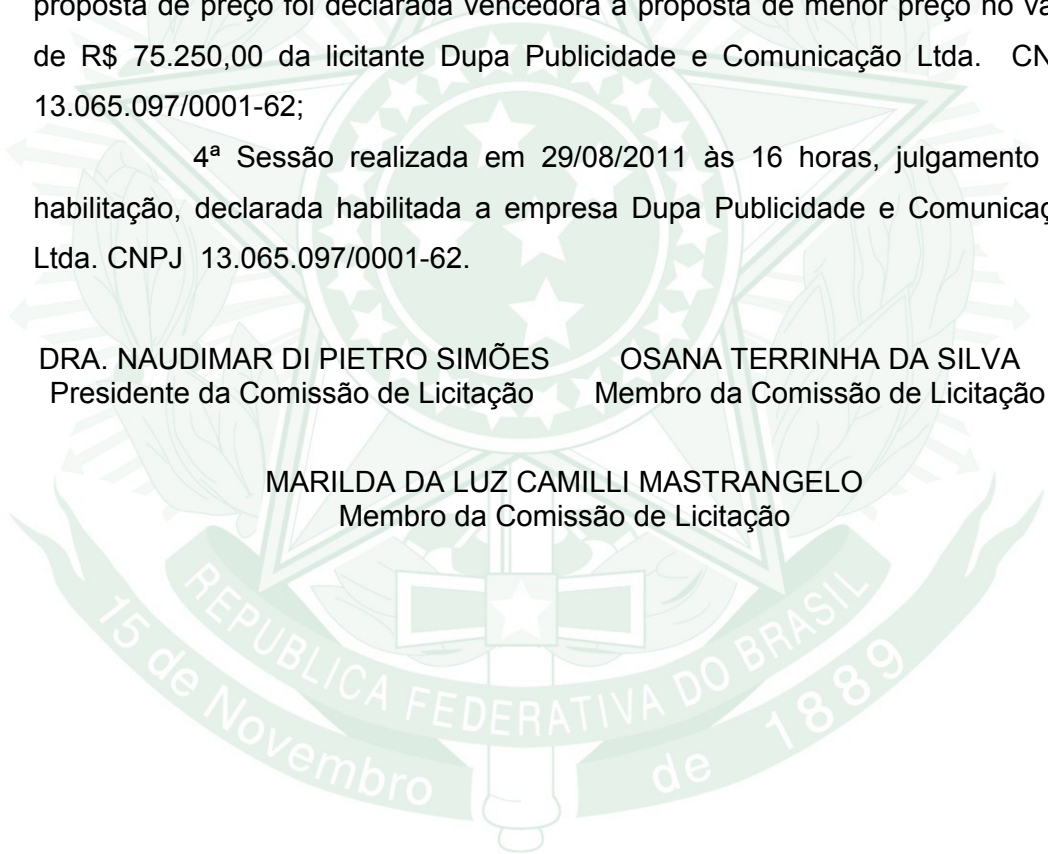 proposta de preço foi declarada vencedora a proposta de menor preço no
de R$ 75.250,00 da licitante Dupa Publicidade e Comunicação Ltda.
13.065.097/0001-62;
4ª Sessão realizada em 29/08/2011 às 16 horas, julgamento
habilitação, declarada habilitada a empresa Dupa Publicidade e
Ltda. CNPJ 13.065.097/0001-62.
DRA. NAUDIMAR DI PIETRO SIMÕES OSANA TERRINHA DA SILVA
Presidente da Comissão de Licitação Membro da Comissão de Licitação
MARILDA DA LUZ CAMILLI MASTRANGELO
Membro da Comissão de Licitação
REPUBLICA FEDERATIVA DO BRASIL
15 de Novembro de 1889